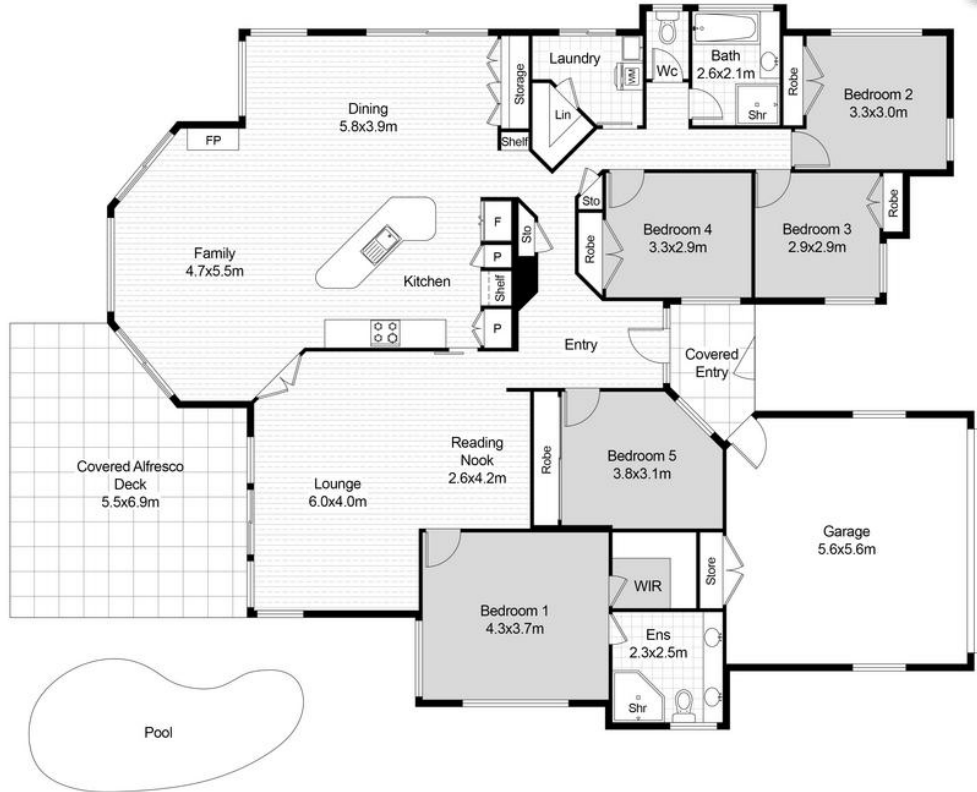 Laundry
WM
Lin
Wc
Bath
2.6x2.1m
Shr
Robe
Bedroom 2
3.3x3.0m
Dining
5.8x3.9m
Storage
Shelf
FP
Family
4.7x5.5m
Kitchen
F
P
Shelf
P
Sto
Sto
Robe
Bedroom 4
3.3x2.9m
Bedroom 3
2.9x2.9m
Robe
Entry
Covered
Entry
Covered Alfresco
Deck
5.5x6.9m
Lounge
6.0x4.0m
Reading
Nook
2.6x4.2m
Robe
Bedroom 5
3.8x3.1m
Garage
5.6x5.6m
Store
WIR
Bedroom 1
4.3x3.7m
Ens
2.3x2.5m
Shr
Pool